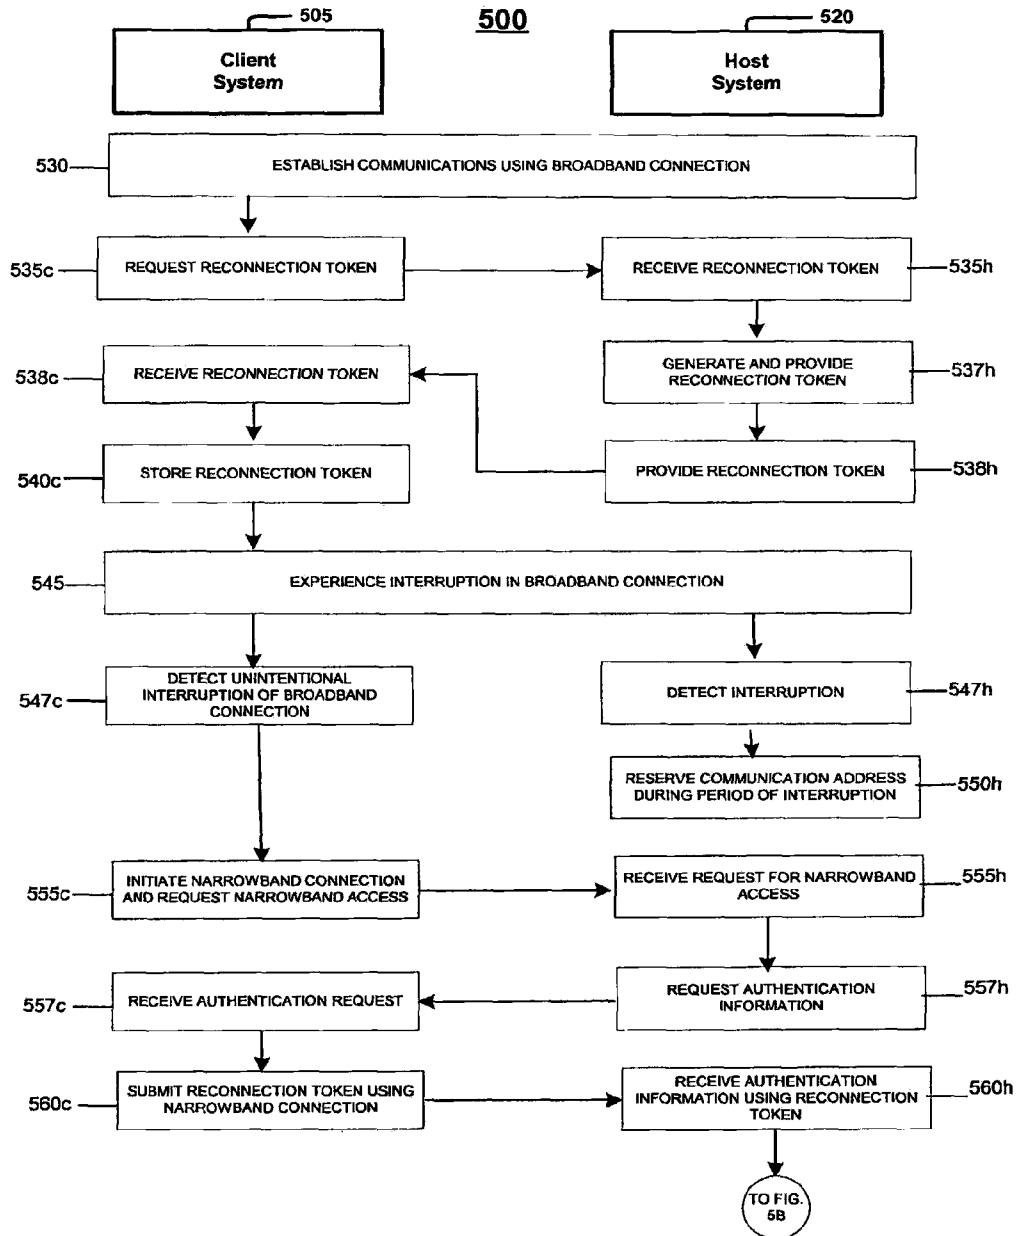 505
500
520
Client
System
Host
System
530
ESTABLISH COMMUNICATIONS USING BROADBAND CONNECTION
535c
REQUEST RECONNECTION TOKEN
RECEIVE RECONNECTION TOKEN
535h
538c
RECEIVE RECONNECTION TOKEN
GENERATE AND PROVIDE
RECONNECTION TOKEN
537h
540c
STORE RECONNECTION TOKEN
PROVIDE RECONNECTION TOKEN
538h
545
EXPERIENCE INTERRUPTION IN BROADBAND CONNECTION
547c
DETECT UNINTENTIONAL
INTERRUPTION OF BROADBAND
CONNECTION
DETECT INTERRUPTION
547h
RESERVE COMMUNICATION ADDRESS
DURING PERIOD OF INTERRUPTION
550h
555c
INITIATE NARROWBAND CONNECTION
AND REQUEST NARROWBAND ACCESS
RECEIVE REQUEST FOR NARROWBAND
ACCESS
555h
557c
RECEIVE AUTHENTICATION REQUEST
REQUEST AUTHENTICATION
INFORMATION
557h
560c
SUBMIT RECONNECTION TOKEN USING
NARROWBAND CONNECTION
RECEIVE AUTHENTICATION
INFORMATION USING RECONNECTION
TOKEN
560h
TO FIG.
5B